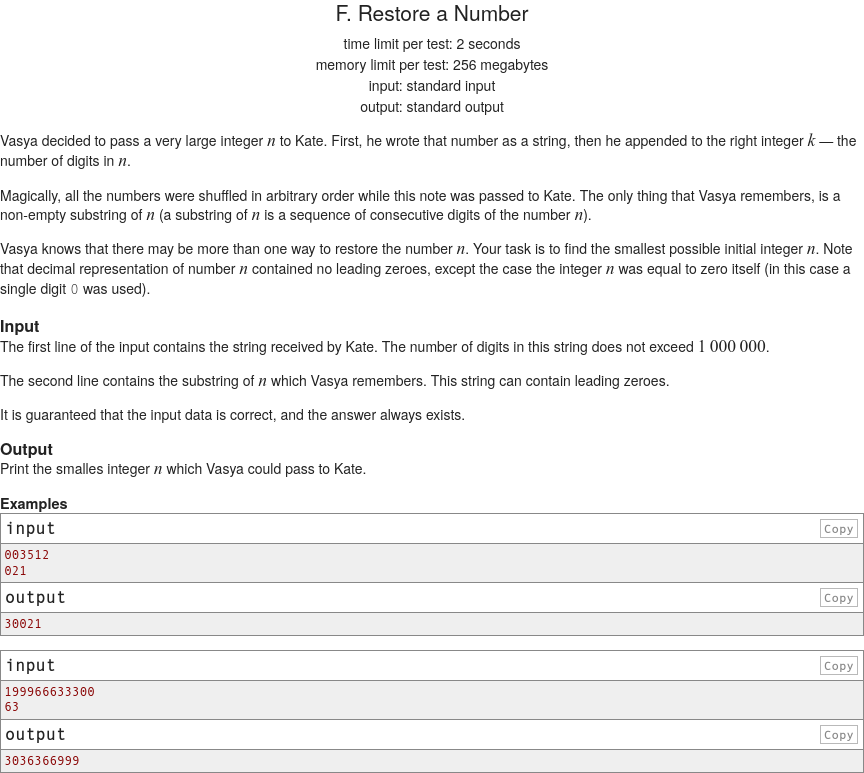 F. Restore a Number
time limit per test: 2 seconds
memory limit per test: 256 megabytes
input: standard input
output: standard output
Vasya decided to pass a very large integer n to Kate. First, he wrote that number as a string, then he appended to the right integer k — the
number of digits in n.
Magically, all the numbers were shuffled in arbitrary order while this note was passed to Kate. The only thing that Vasya remembers, is a
non-empty substring of n (a substring of n is a sequence of consecutive digits of the number n).
Vasya knows that there may be more than one way to restore the number n. Your task is to find the smallest possible initial integer n. Note
that decimal representation of number n contained no leading zeroes, except the case the integer n was equal to zero itself (in this case a
single digit 0 was used).
Input
The first line of the input contains the string received by Kate. The number of digits in this string does not exceed 1 000 000.
The second line contains the substring of n which Vasya remembers. This string can contain leading zeroes.
It is guaranteed that the input data is correct, and the answer always exists.
Output
Print the smalles integer n which Vasya could pass to Kate.
Examples
input Copy
003512
021
output Copy
30021
input Copy
199966633300
63
output Copy
3036366999